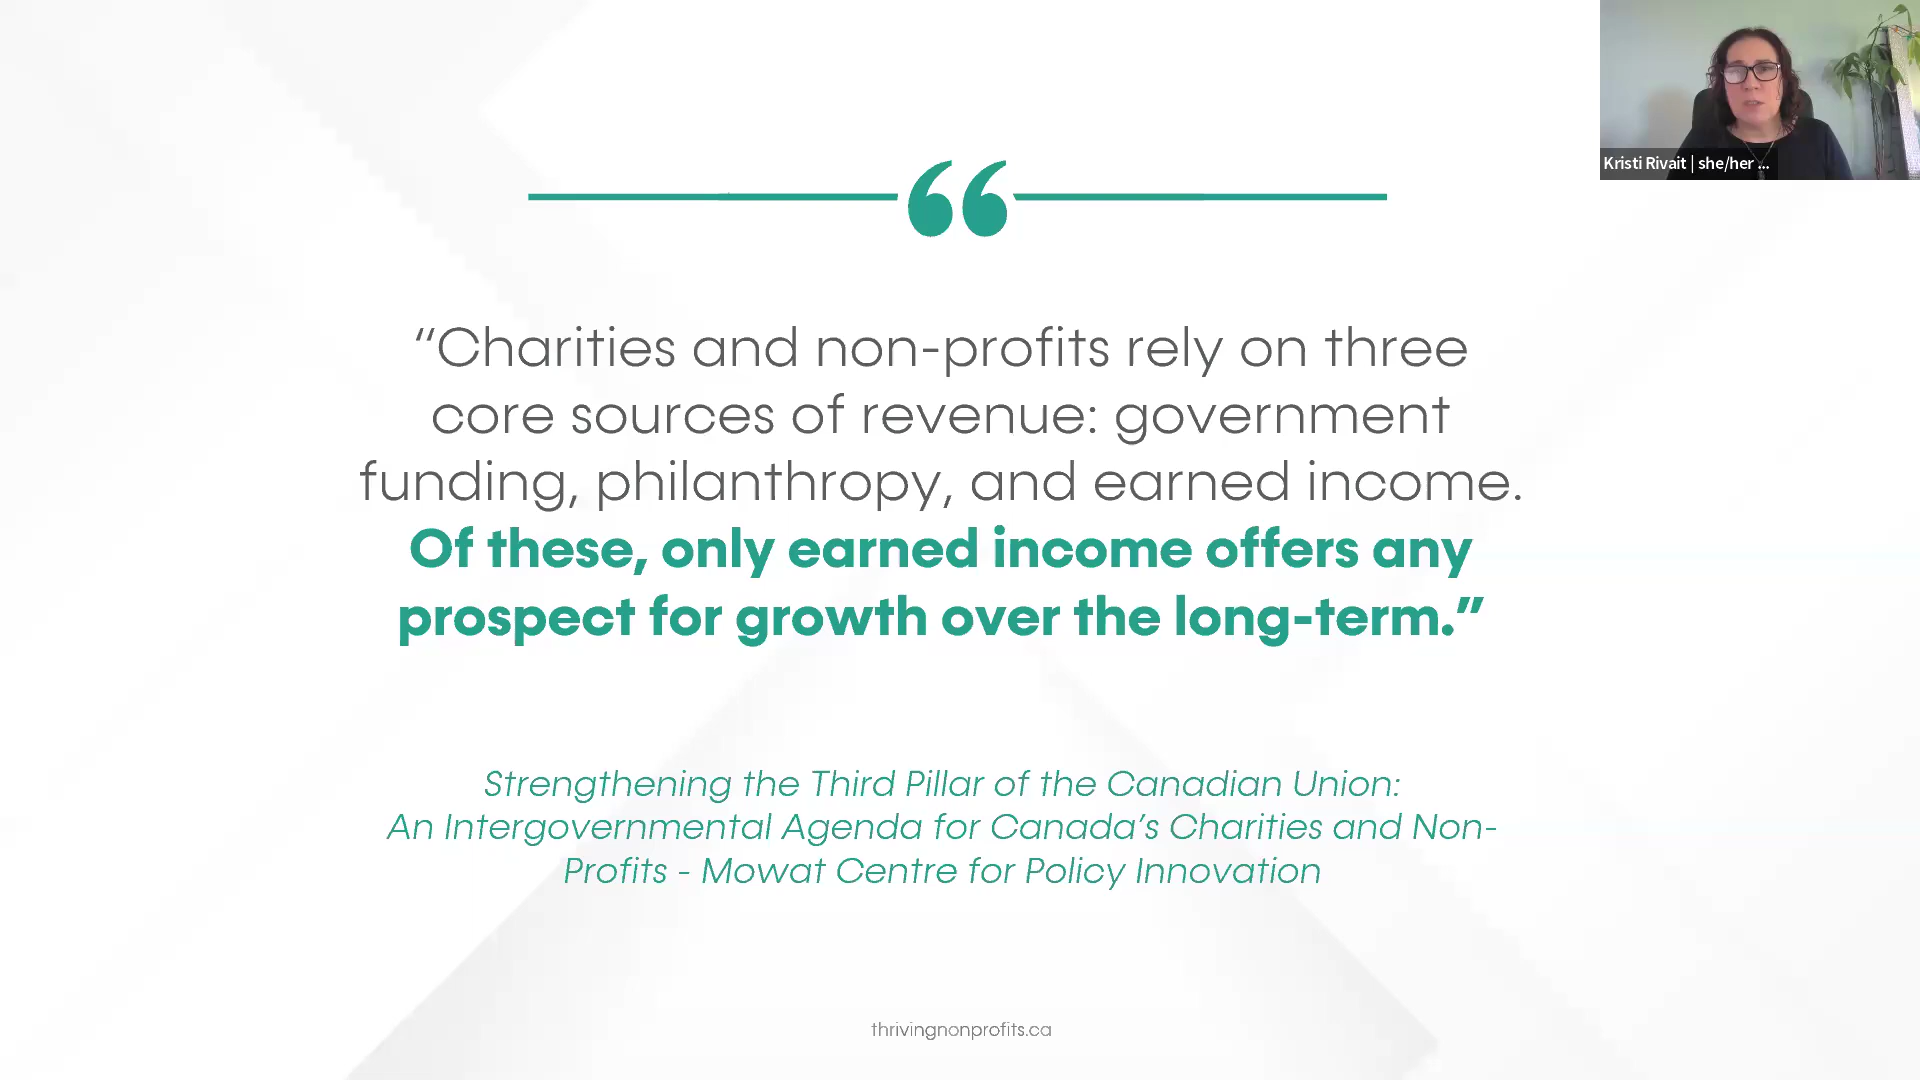 Kristi Rivait | she/her ...
“Charities and non-profits rely on three
core sources of revenue: government
funding, philanthropy, and earned income.
Of these, only earned income offers any
prospect for growth over the long-term.”
Strengthening the Third Pillar of the Canadian Union:
An Intergovernmental Agenda for Canada’s Charities and Non-
Profits - Mowat Centre for Policy Innovation
thrivingnonprofits.ca